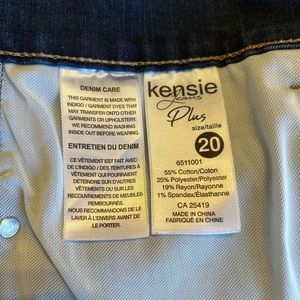 DENIM CARE
THIS GARMENT IS MADE WITH
INDIGO / OTHER DYES THAT
MAY TRANSFER ONTO OTHER
GARMENTS OR UPHOLSTERY.
WE RECOMMEND WASHING
INSIDE OUT BEFORE WEARING.
ENTRETIEN DU DENIM
CE VÊTEMENT EST FAIT AVEC
DE L'INDIGO / DES TEINTURES
QUI POURRAIENT
DÉTEINDRE SUR D'AUTRES
VÊTEMENTS OU SUR LES
RECOUVREMENTS DE MEUBLES
REMBOURRÉS.
NOUS RECOMMANDONS DE LE
LAVER À L'ENVERS AVANT DE
LE PORTER.
kensie
Jeans
Plus
size/taille
20
6511001
55% Cotton/Coton
25% Polyester/Polyester
19% Rayon/Rayonne
1% Spandex/Élasthanne
CA 25419
MADE IN CHINA
FABRIQUÉ EN CHINE